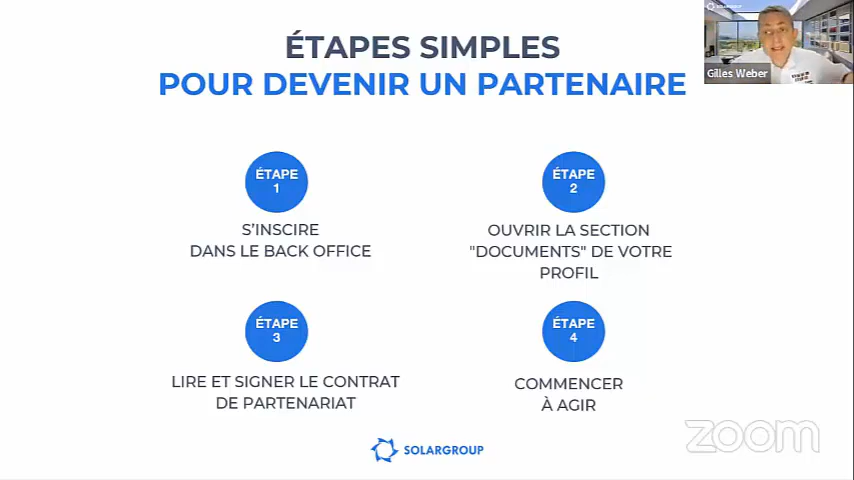 ÉTAPES SIMPLES
POUR DEVENIR UN PARTENAIRE
SOLARGROUP
Gilles Weber
ÉTAPE
1
S'INSCIRE
DANS LE BACK OFFICE
ÉTAPE
2
OUVRIR LA SECTION
"DOCUMENTS" DE VOTRE
PROFIL
ÉTAPE
3
LIRE ET SIGNER LE CONTRAT
DE PARTENARIAT
ÉTAPE
4
COMMENCER
À AGIR
SOLARGROUP
zoom